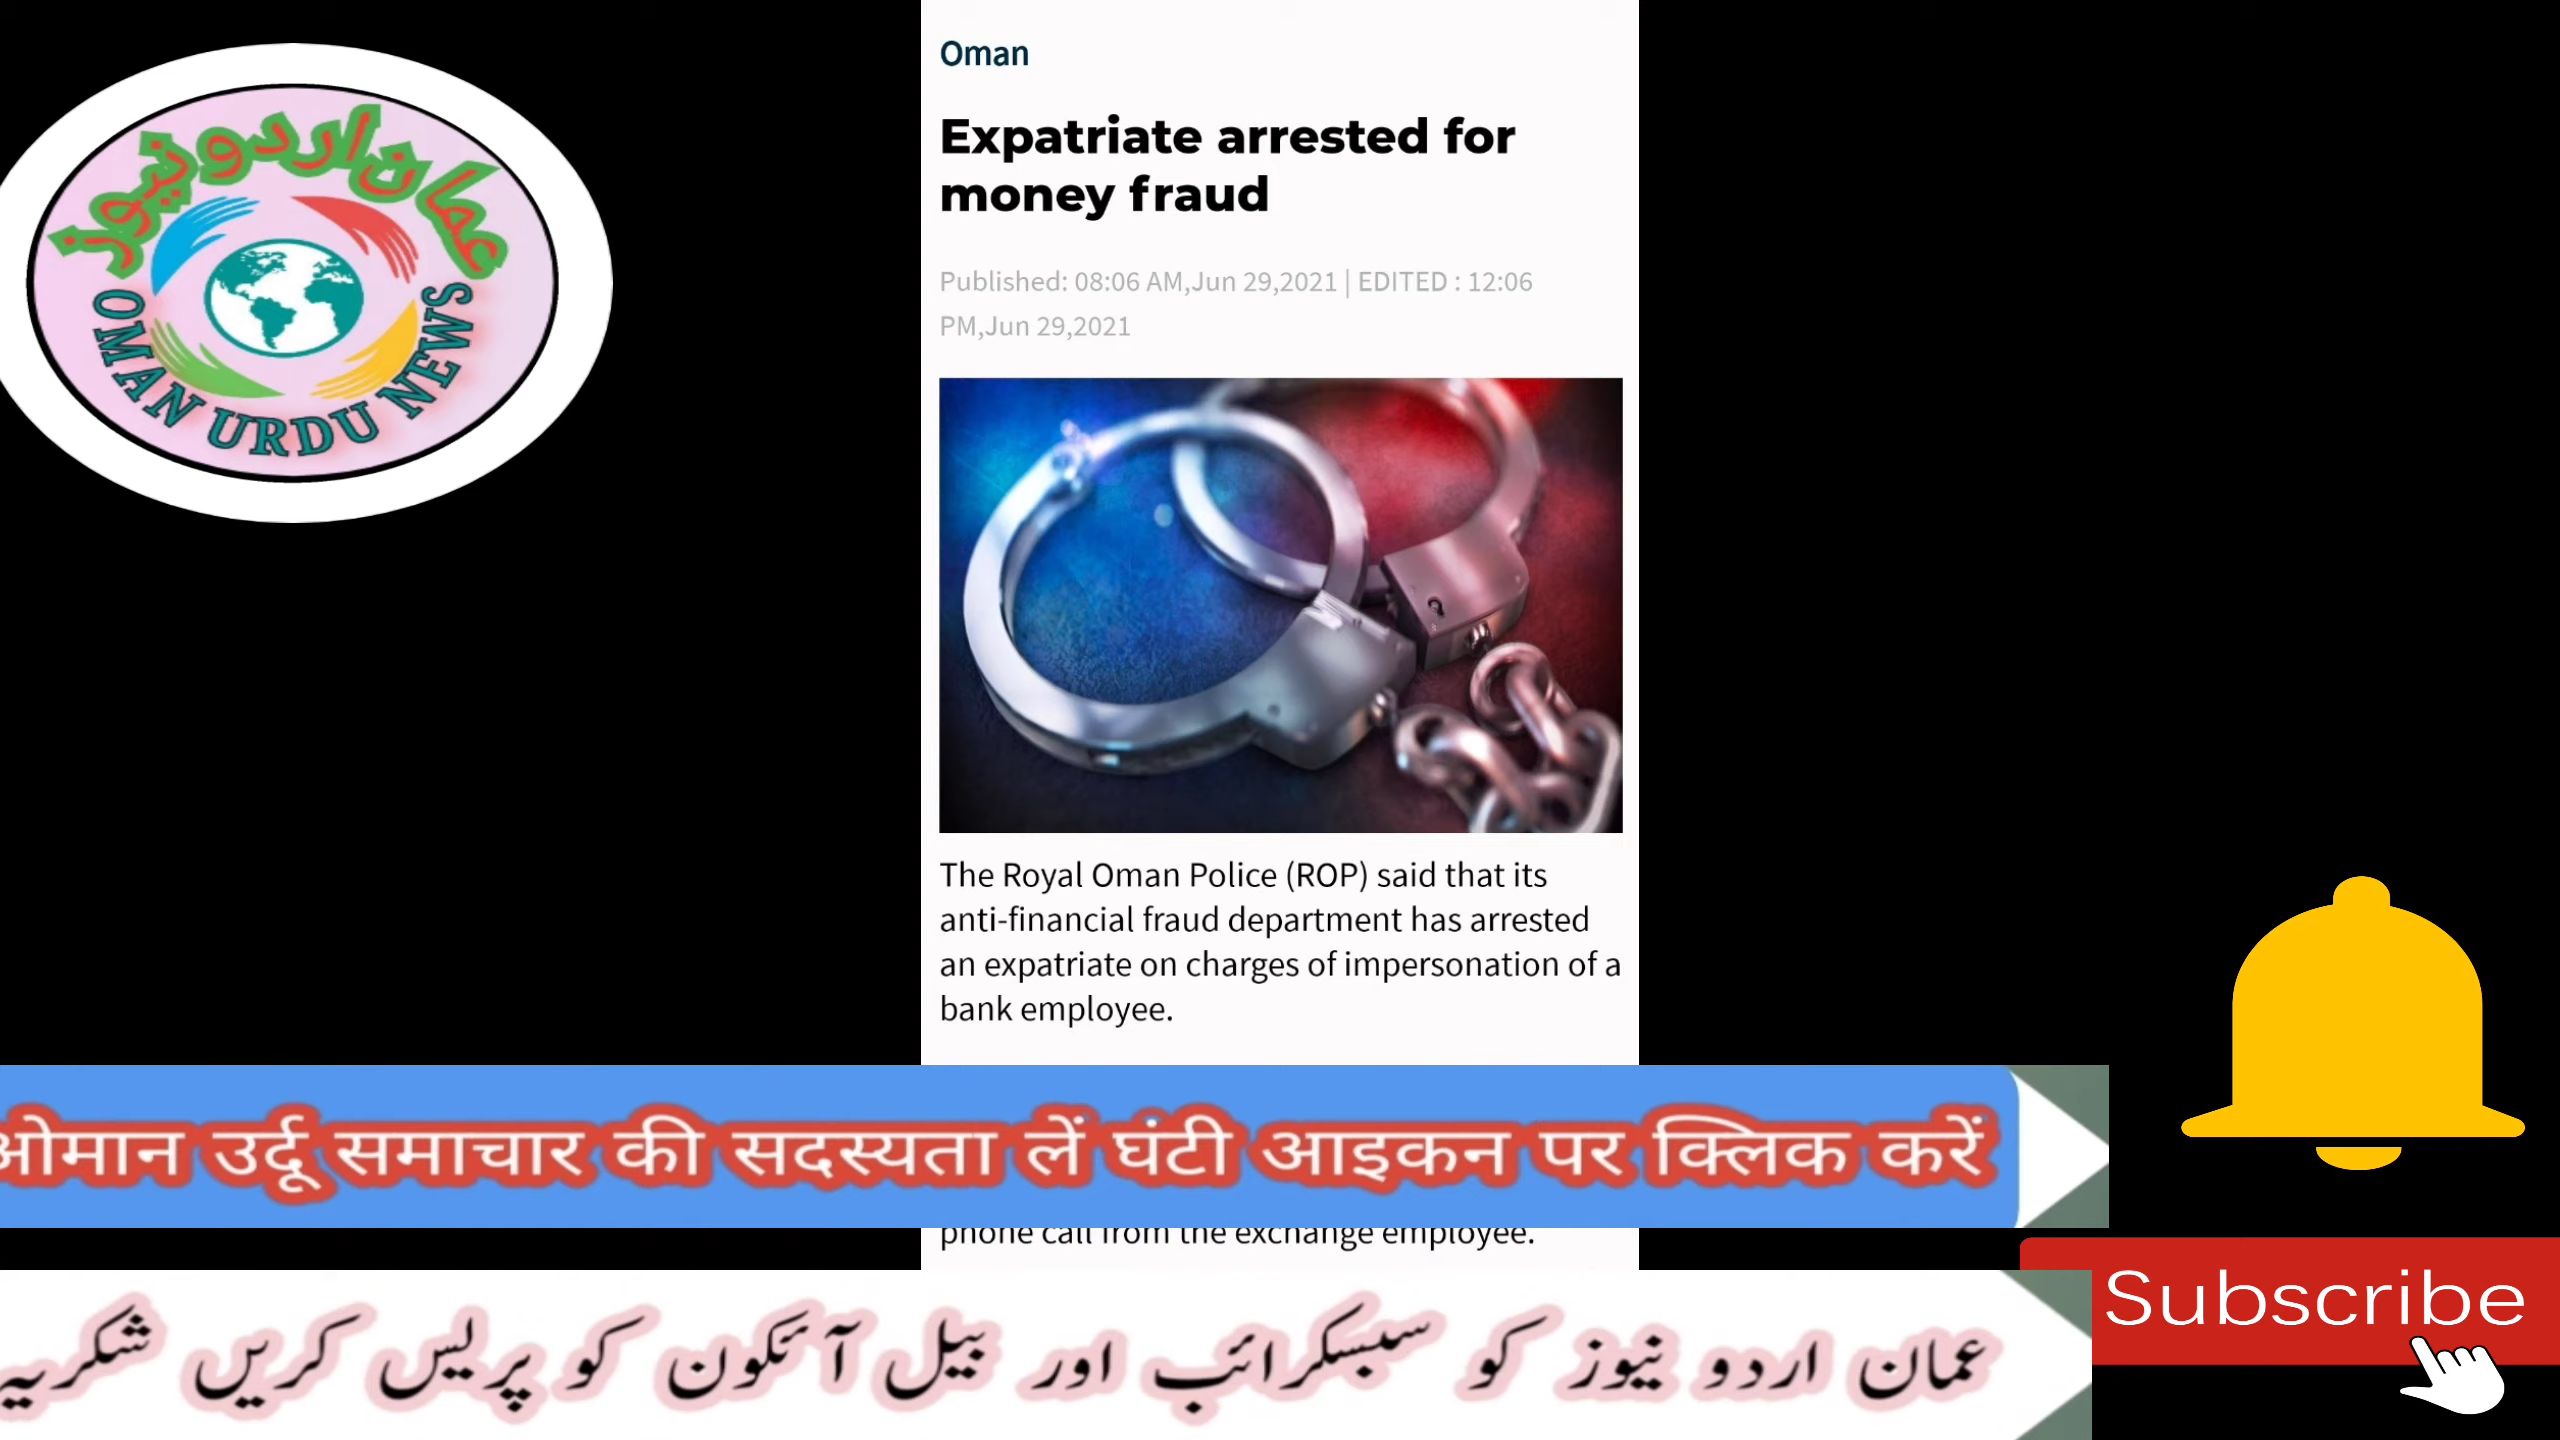 عمان اردو نیوز
OMAN URDU NEWS
Oman
Expatriate arrested for
money fraud
Published: 08:06 AM,Jun 29,2021 | EDITED : 12:06
PM,Jun 29,2021
The Royal Oman Police (ROP) said that its
anti-financial fraud department has arrested
an expatriate on charges of impersonation of a
bank employee.
ओमान उर्दू समाचार की सदस्यता लें घंटी आइकन पर क्लिक करें
phone call from the exchange employee.
Subscribe
عمان اردو نیوز کو سبسکرائب اور بیل آئکون کو پریس کریں شکریہ